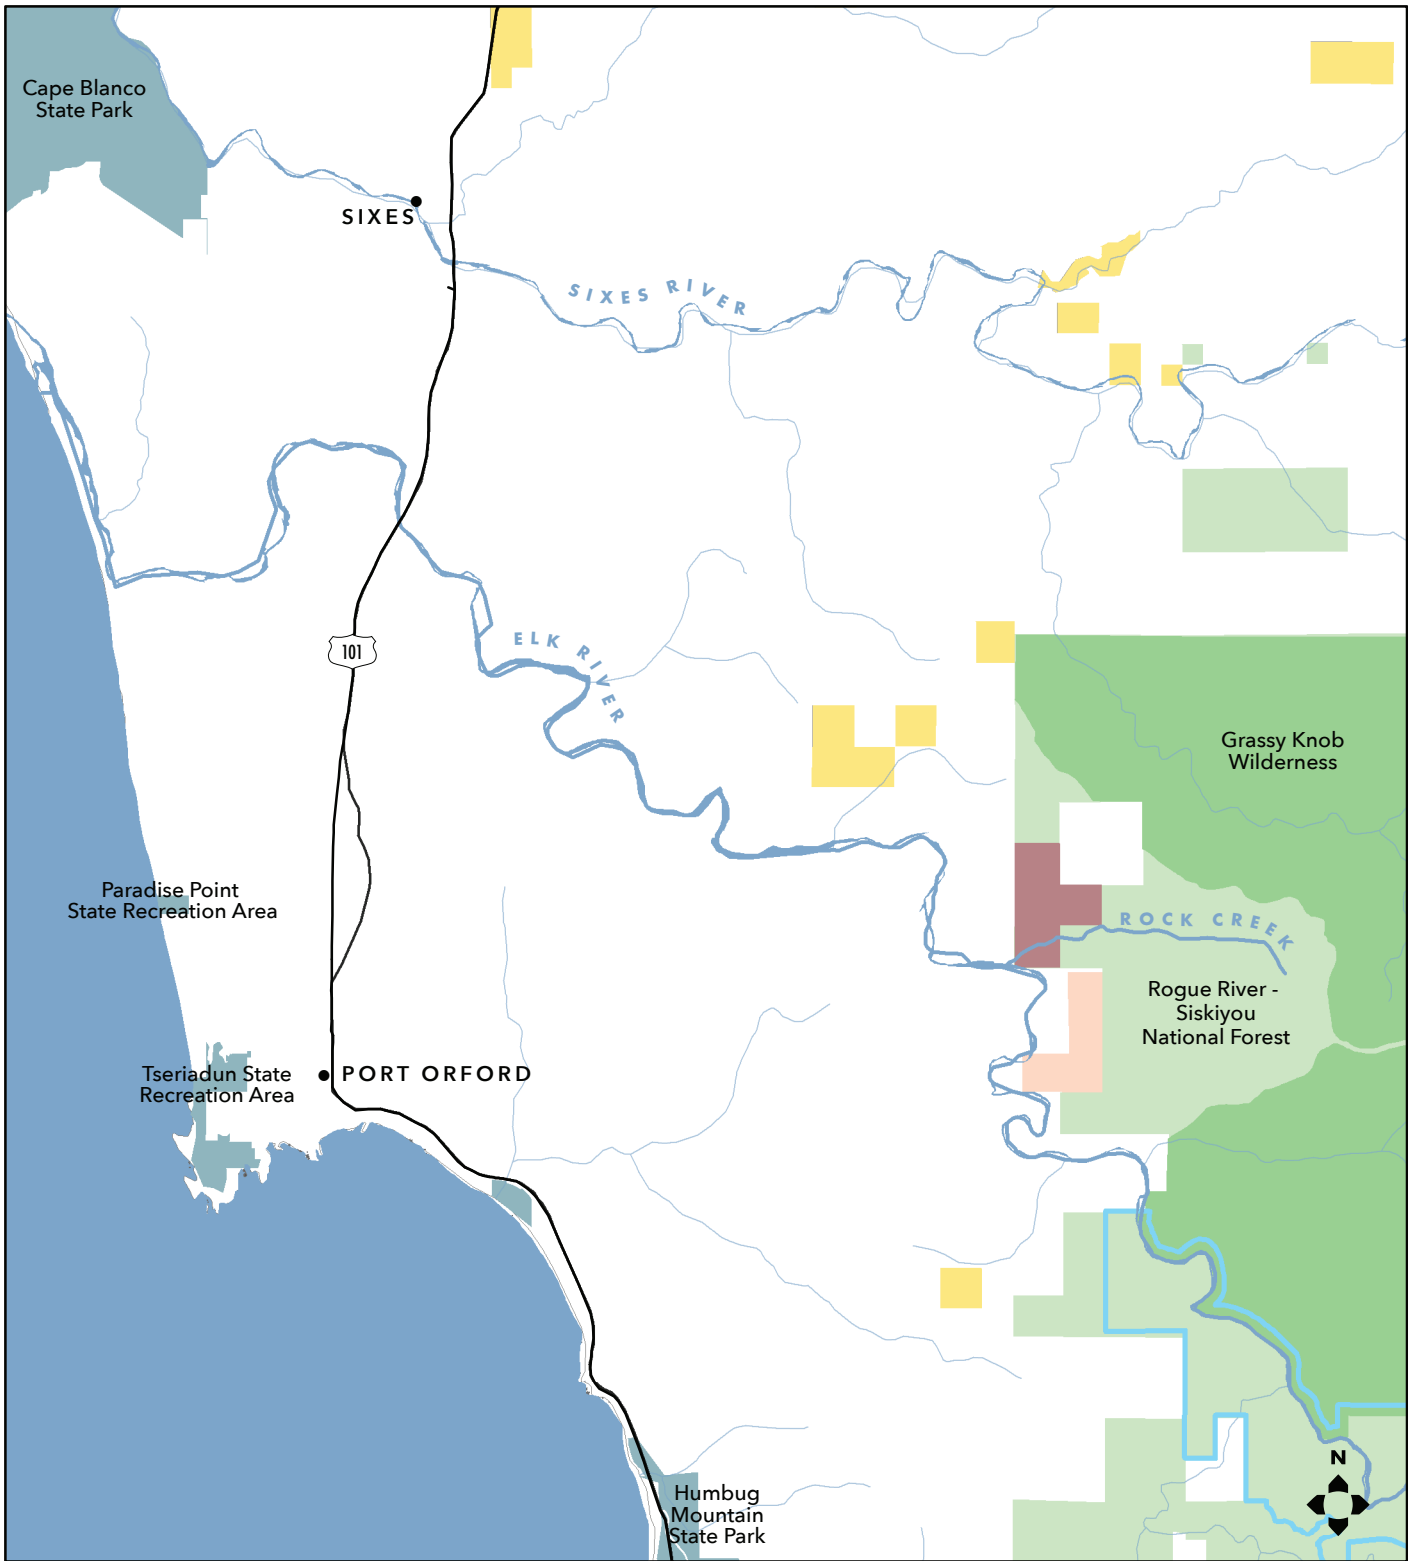 Cape Blanco
State Park
SIXES
SIXES RIVER
ELK RIVER
101
Grassy Knob
Wilderness
Paradise Point
State Recreation Area
ROCK CREEK
Rogue River -
Siskiyou
National Forest
Tseriadun State
Recreation Area
PORT ORFORD
N
Humbug
Mountain
State Park